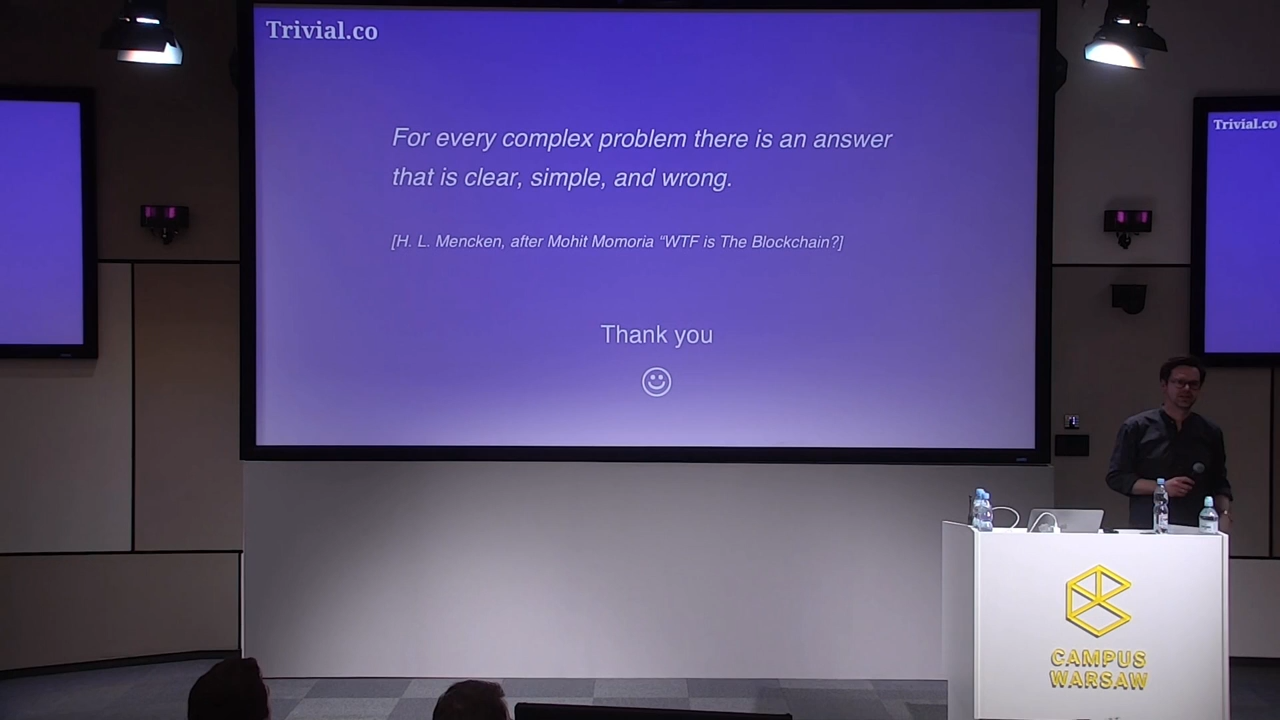 Trivial.co
For every complex problem there is an answer
that is clear, simple, and wrong.
[H. L. Mencken, after Mohit Momoria “WTF is The Blockchain?]
Thank you
Trivial.co
CAMPUS
WARSAW